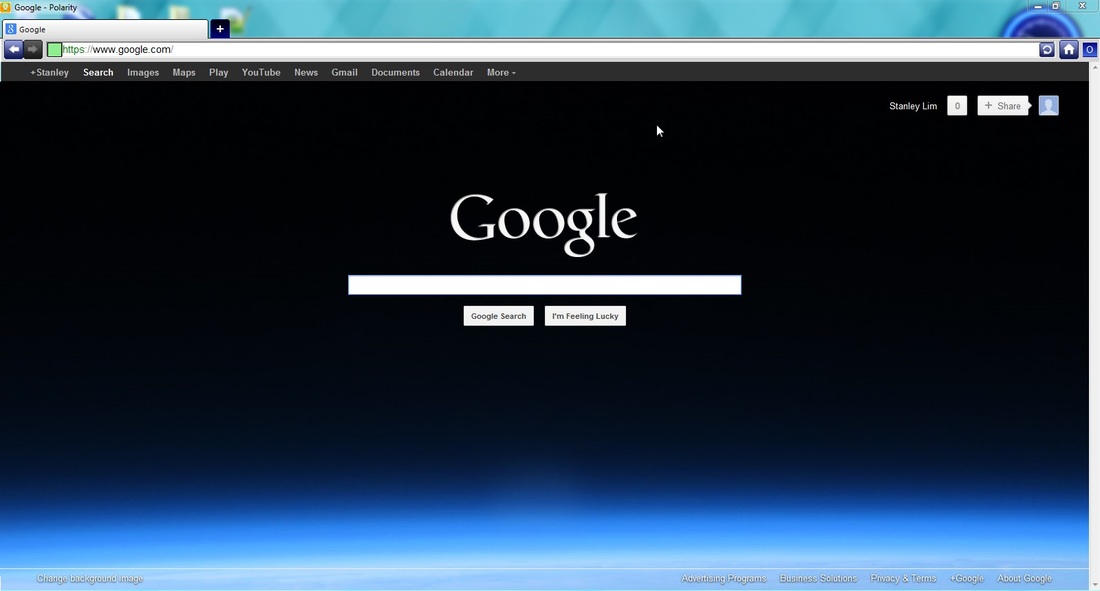 Google - Polarity
Google
https://www.google.com/
+Stanley Search Images Maps Play YouTube News Gmail Documents Calendar More
Stanley Lim 0 + Share
Google
Google Search I'm Feeling Lucky
Change background image Advertising Programs Business Solutions Privacy & Terms +Google About Google